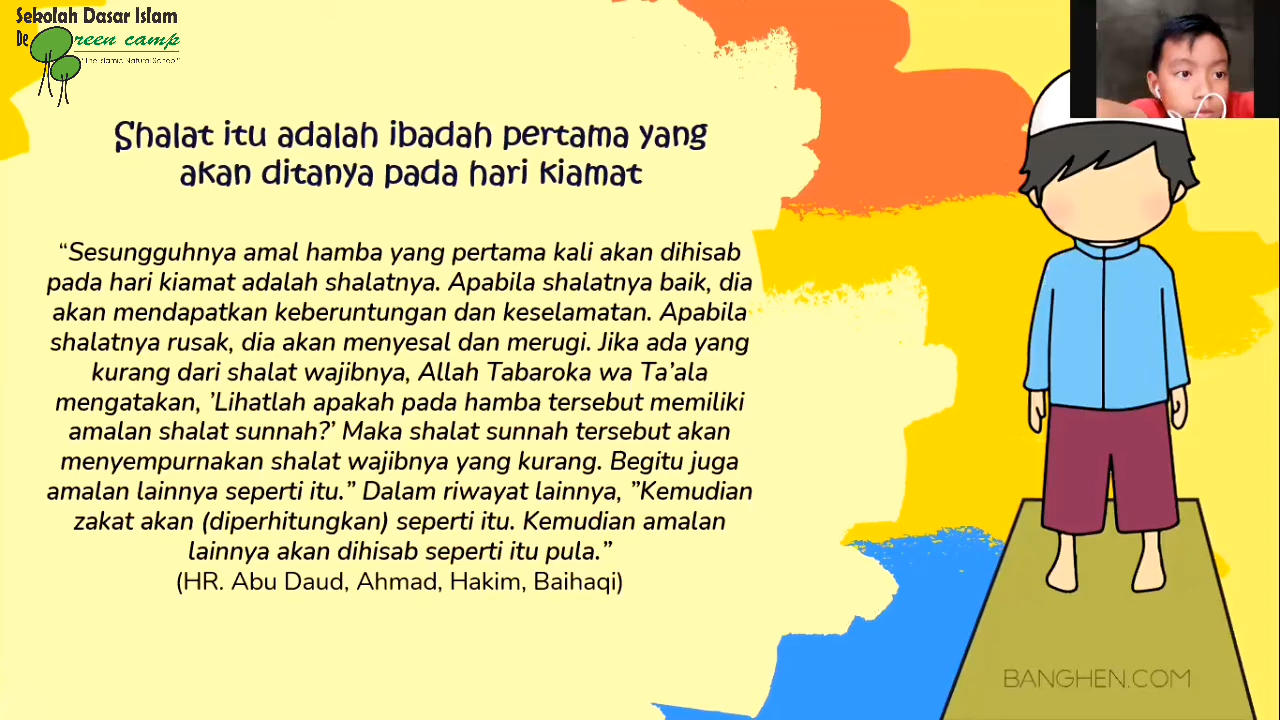 Sekolah Dasar Islam
De Green camp
"The Islamic Natural School"
Shalat itu adalah ibadah pertama yang
akan ditanya pada hari kiamat
“Sesungguhnya amal hamba yang pertama kali akan dihisab
pada hari kiamat adalah shalatnya. Apabila shalatnya baik, dia
akan mendapatkan keberuntungan dan keselamatan. Apabila
shalatnya rusak, dia akan menyesal dan merugi. Jika ada yang
kurang dari shalat wajibnya, Allah Tabaroka wa Ta’ala
mengatakan, ’Lihatlah apakah pada hamba tersebut memiliki
amalan shalat sunnah?’ Maka shalat sunnah tersebut akan
menyempurnakan shalat wajibnya yang kurang. Begitu juga
amalan lainnya seperti itu.” Dalam riwayat lainnya, ”Kemudian
zakat akan (diperhitungkan) seperti itu. Kemudian amalan
lainnya akan dihisab seperti itu pula.”
(HR. Abu Daud, Ahmad, Hakim, Baihaqi)
BANGHEN.COM